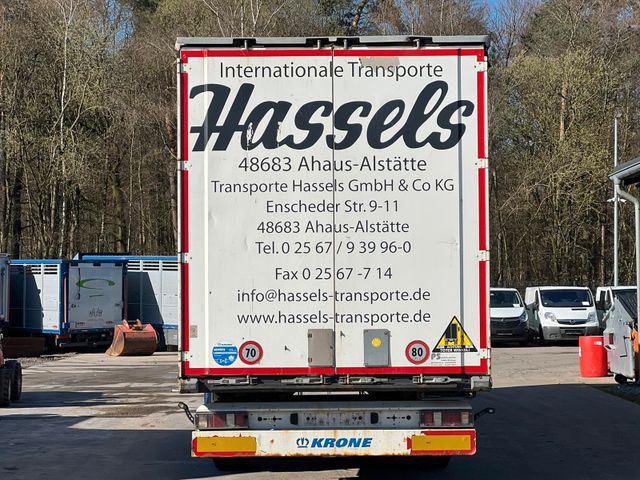 Internationale Transporte
Hassels
48683 Ahaus-Alstätte
Transporte Hassels GmbH & Co KG
Enscheder Str. 9-11
48683 Ahaus-Alstätte
Tel. 0 25 67 / 9 39 96-0
Fax 0 25 67 -7 14
info@hassels-transporte.de
www.hassels-transporte.de
70
80
TOTER WINKEL!
KRONE